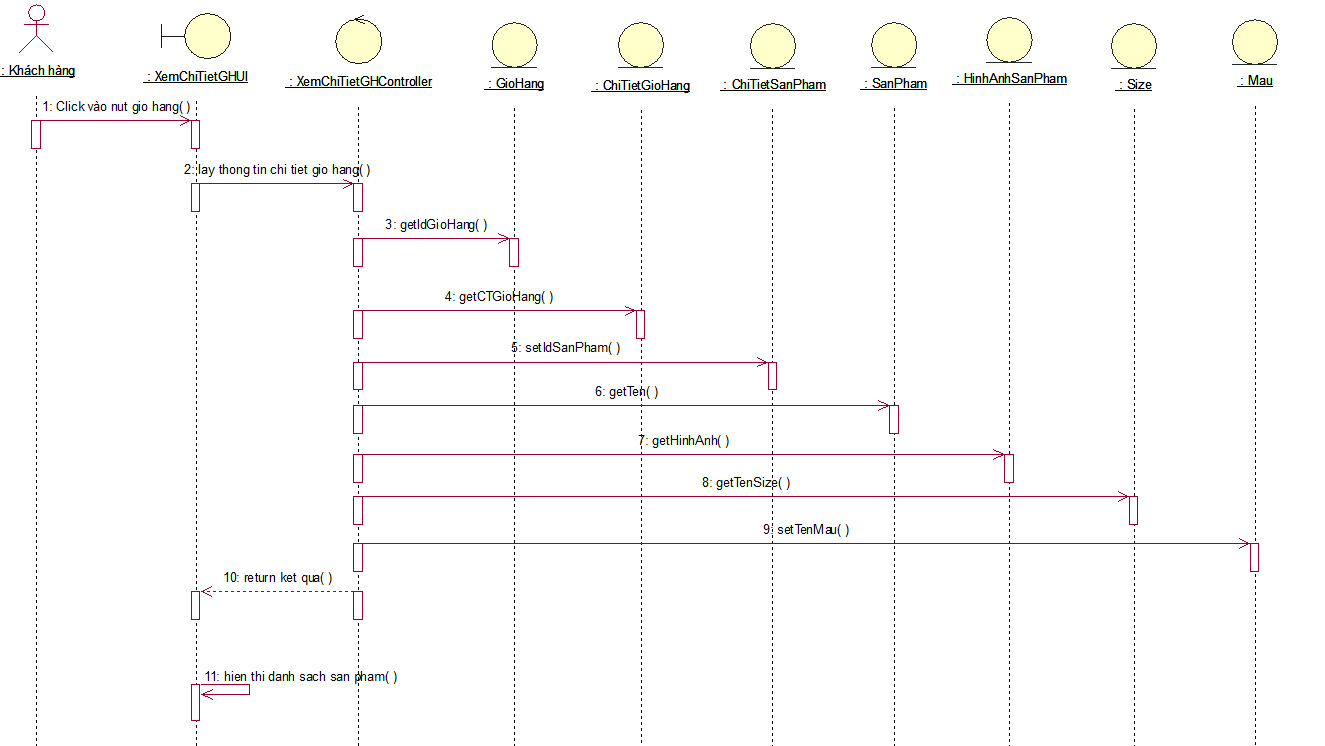 : Khách hàng
: XemChiTietGHUI
: XemChiTietGHController
: GioHang
: ChiTietGioHang
: ChiTietSanPham
: SanPham
: HinhAnhSanPham
: Size
: Mau
1: Click vào nut gio hang( )
2: lay thong tin chi tiet gio hang( )
3: getIdGioHang( )
4: getCTGioHang( )
5: setIdSanPham( )
6: getTen( )
7: getHinhAnh( )
8: getTenSize( )
9: setTenMau( )
10: return ket qua( )
11: hien thi danh sach san pham( )